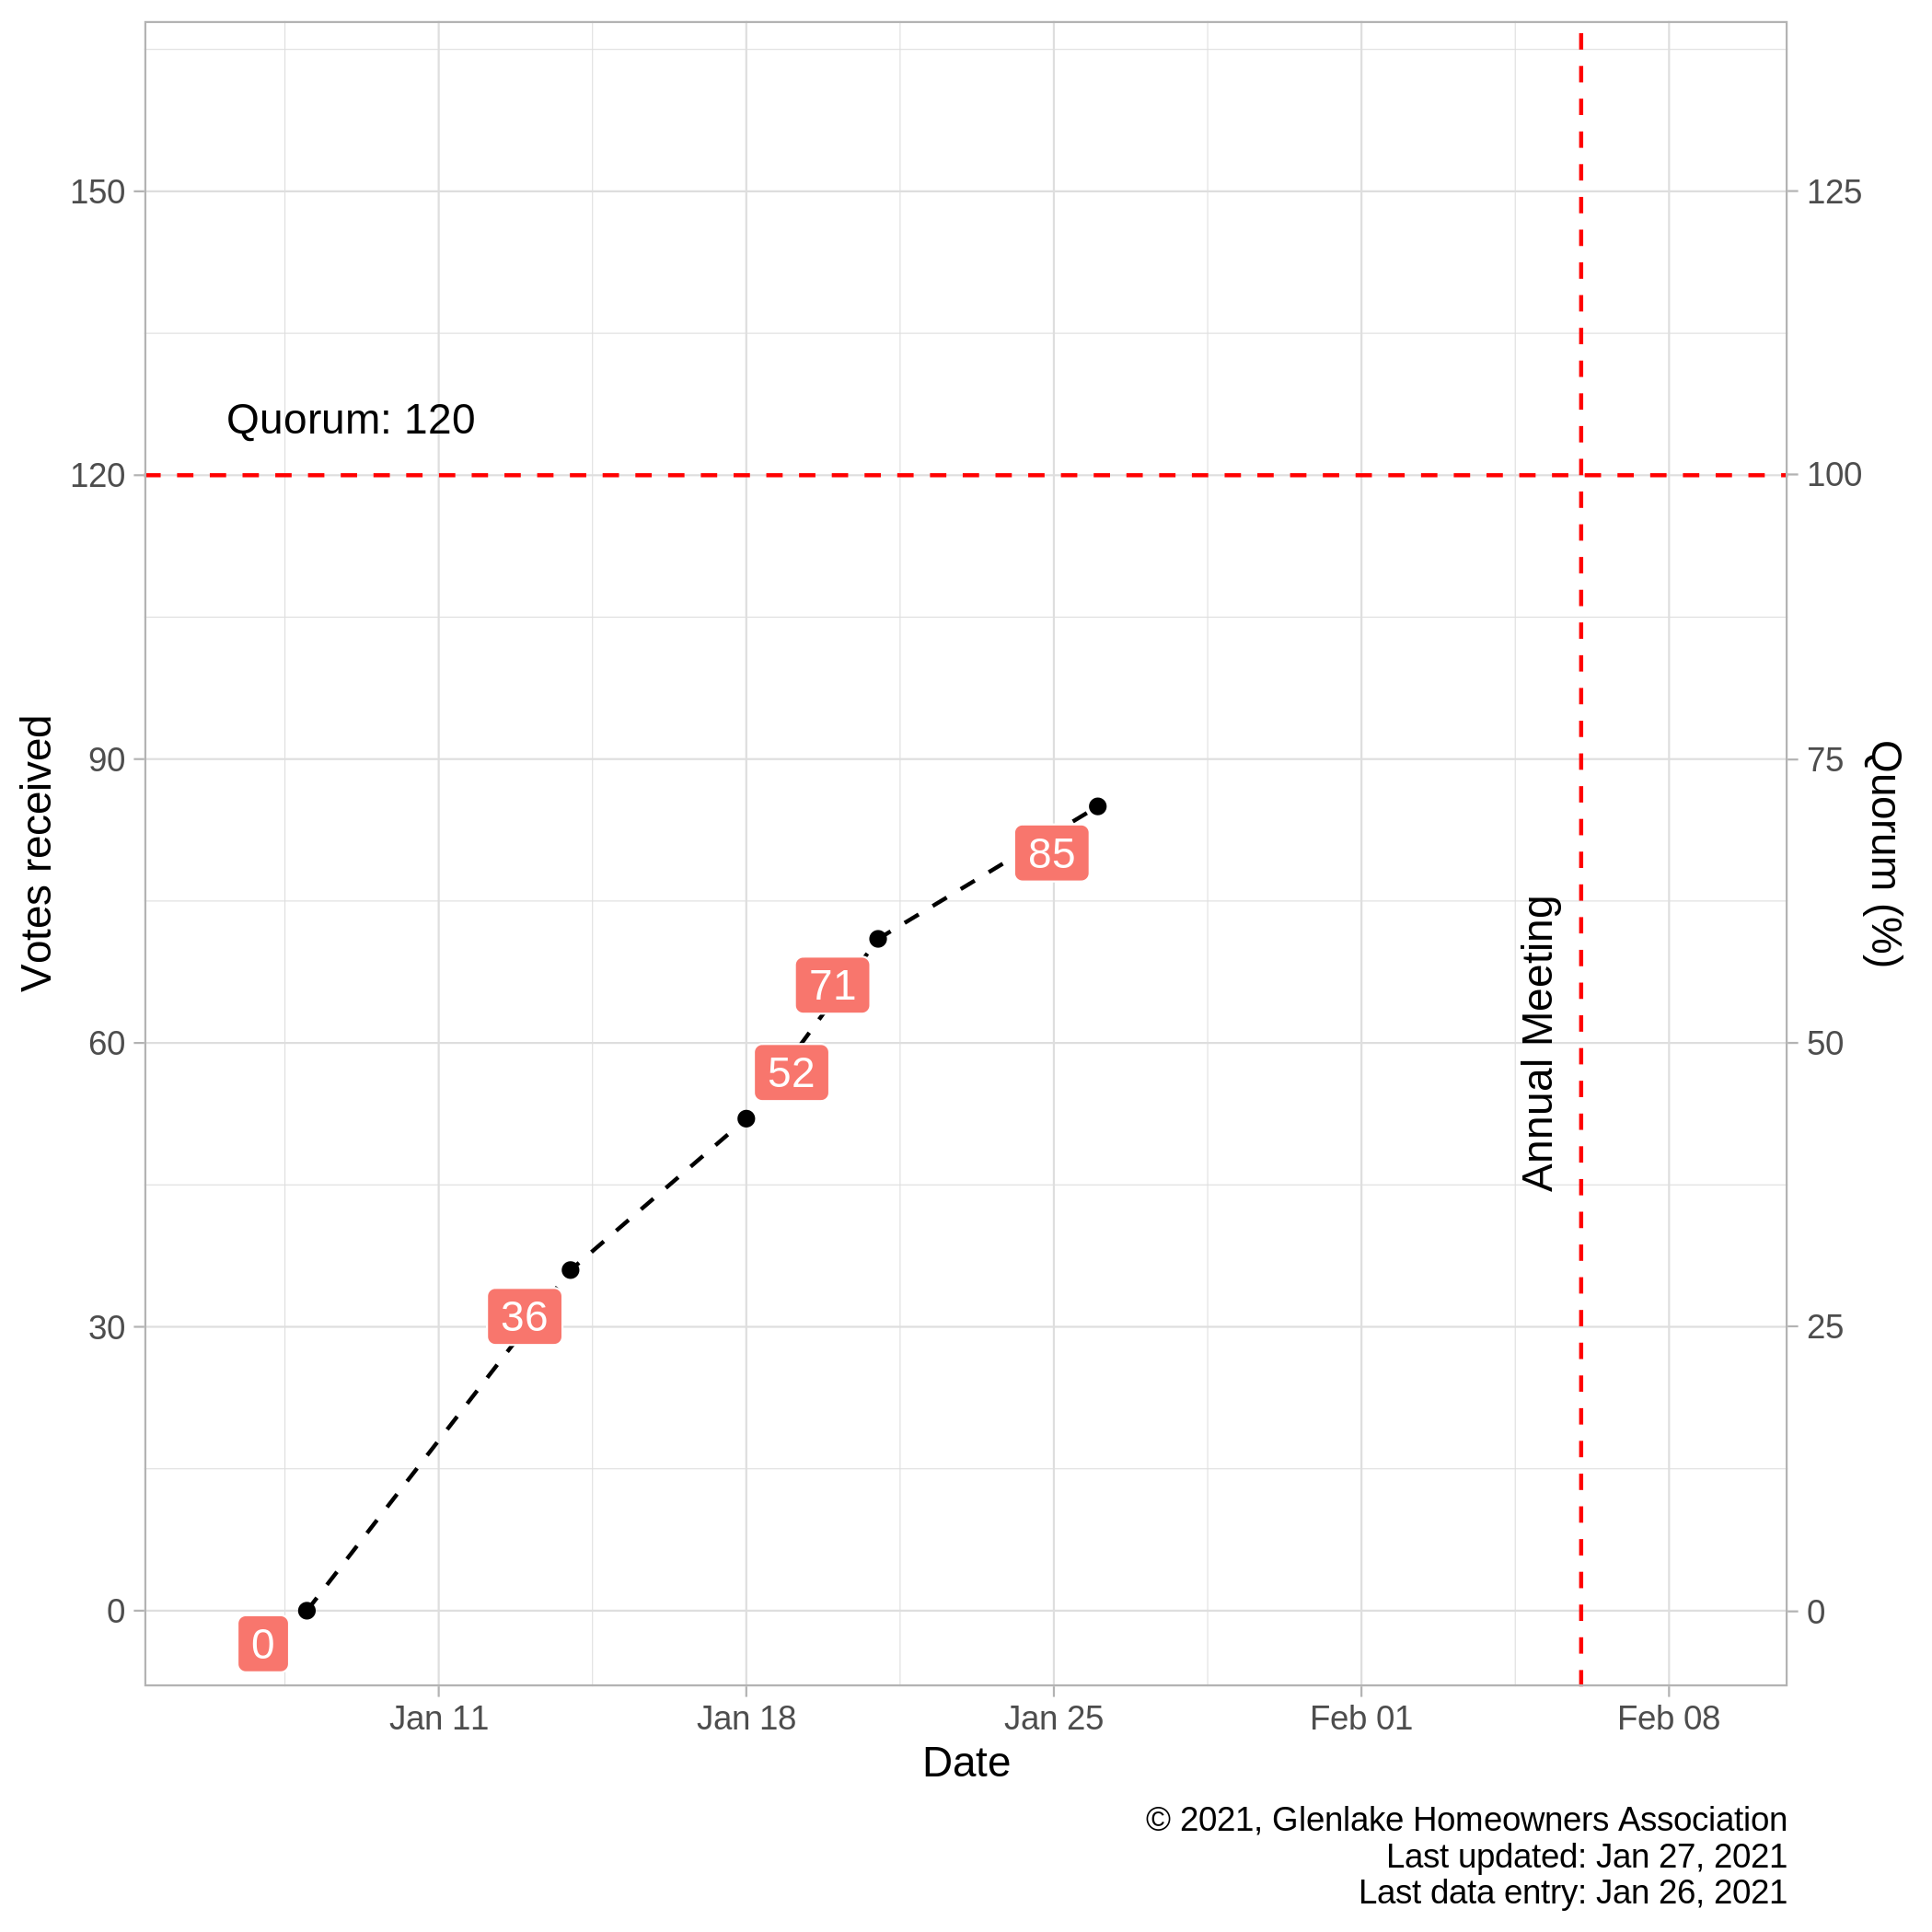 150
125
Quorum: 120
120
100
Votes received
90
75
Quorum (%)
85
71
Annual Meeting
60
50
52
36
30
25
0
0
0
Jan 11
Jan 18
Jan 25
Feb 01
Feb 08
Date
© 2021, Glenlake Homeowners Association
Last updated: Jan 27, 2021
Last data entry: Jan 26, 2021